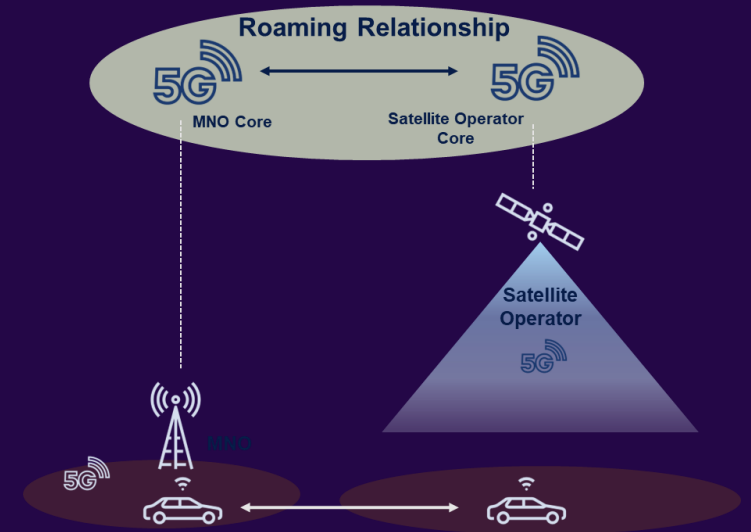 Roaming Relationship
5G
5G
MNO Core
Satellite Operator
Core
Satellite
Operator
5G
MNO
5G